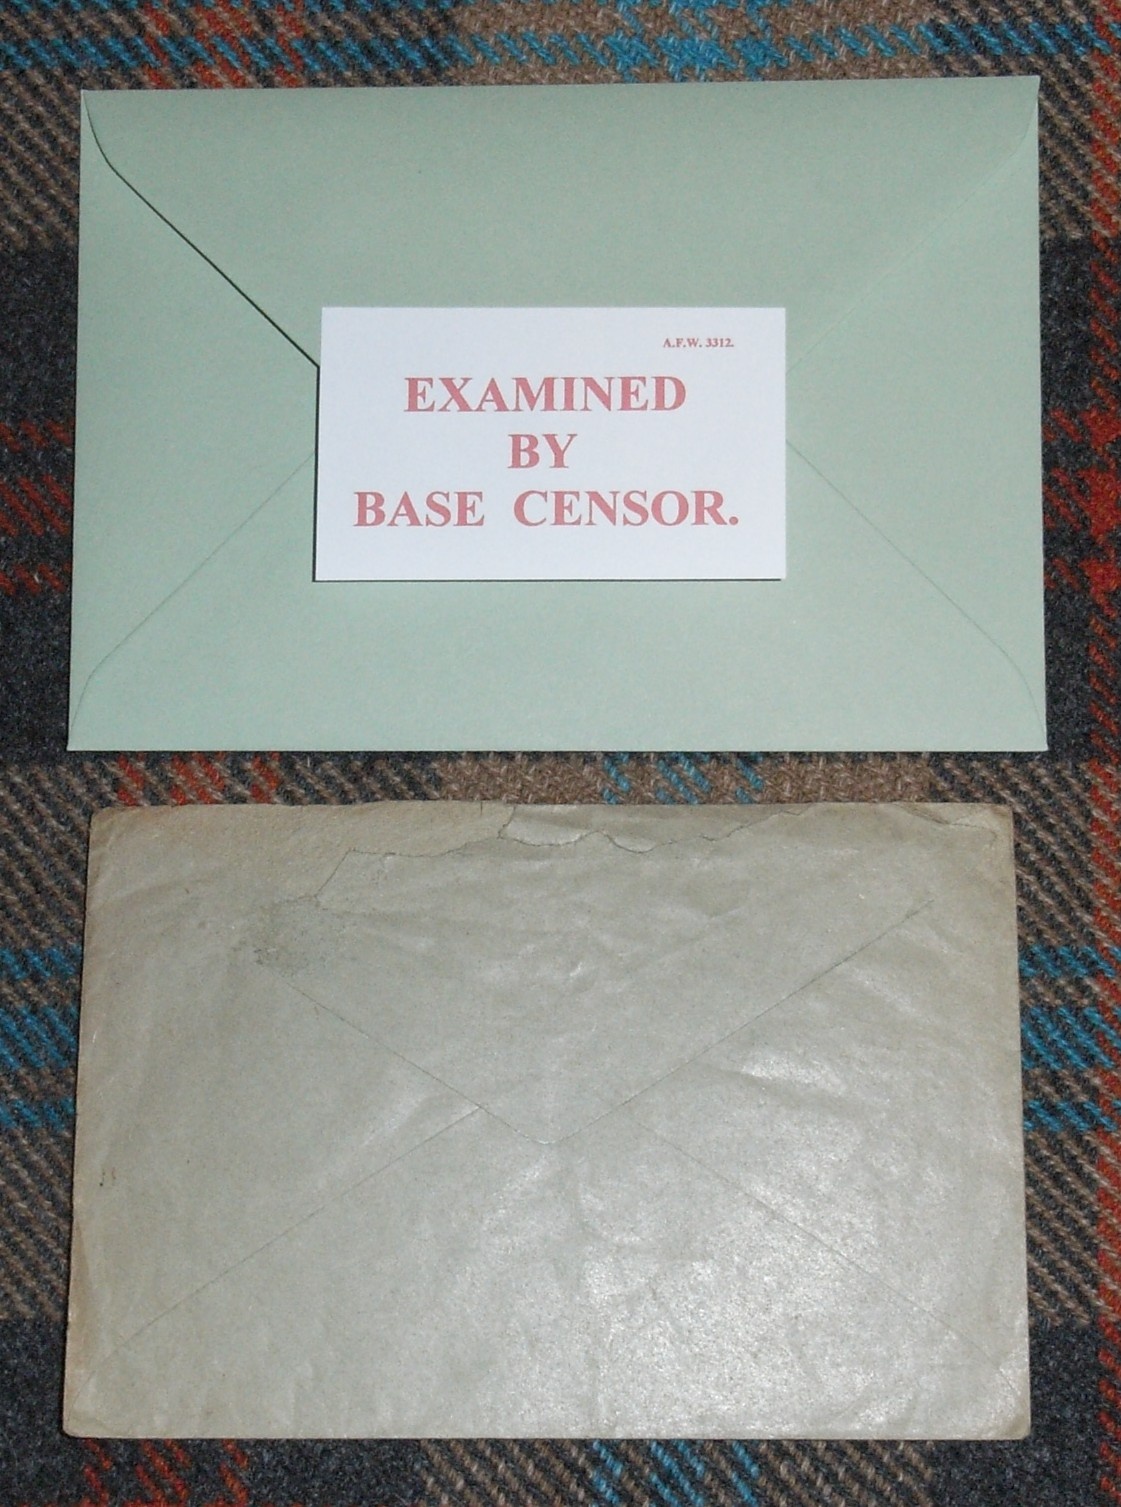 A.F.W. 3312.
EXAMINED
BY
BASE CENSOR.